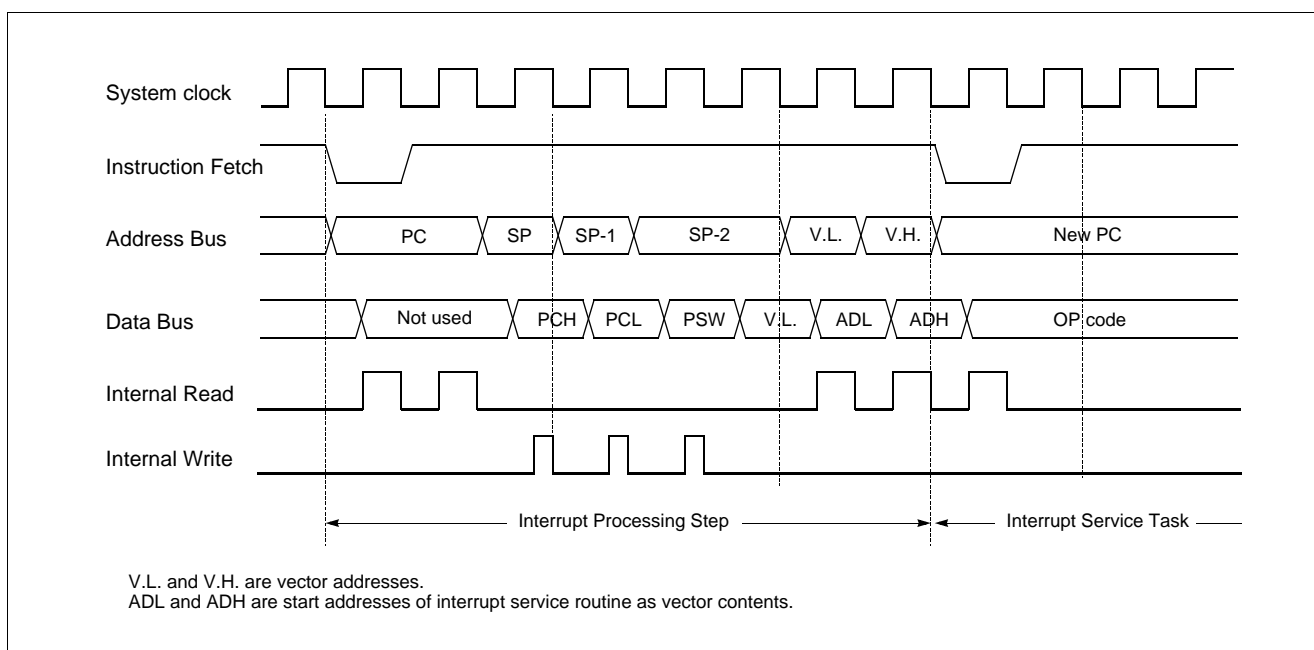 System clock
Instruction Fetch
Address Bus
PC SP SP-1 SP-2 V.L. V.H. New PC
Data Bus
Not used PCH PCL PSW V.L. ADL ADH OP code
Internal Read
Internal Write
Interrupt Processing Step Interrupt Service Task
V.L. and V.H. are vector addresses.
ADL and ADH are start addresses of interrupt service routine as vector contents.